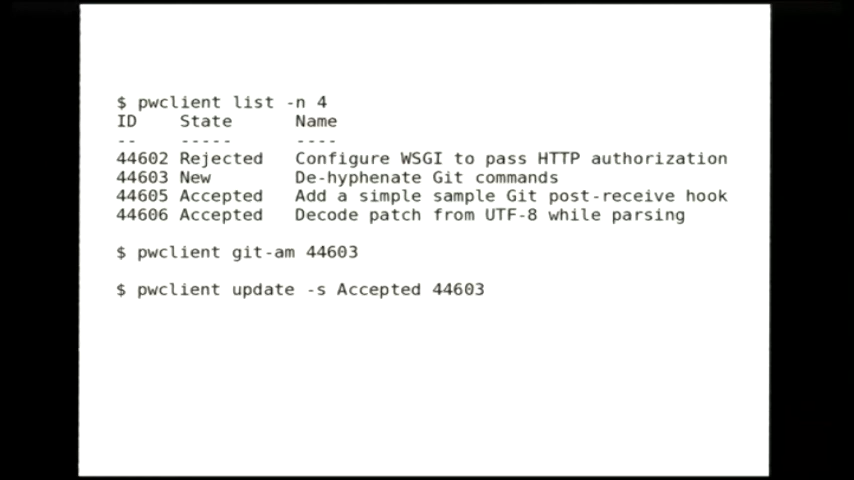 $ pwclient list -n 4
ID    State      Name
--    -----      ----
44602 Rejected   Configure WSGI to pass HTTP authorization
44603 New        De-hyphenate Git commands
44605 Accepted   Add a simple sample Git post-receive hook
44606 Accepted   Decode patch from UTF-8 while parsing
$ pwclient git-am 44603
$ pwclient update -s Accepted 44603